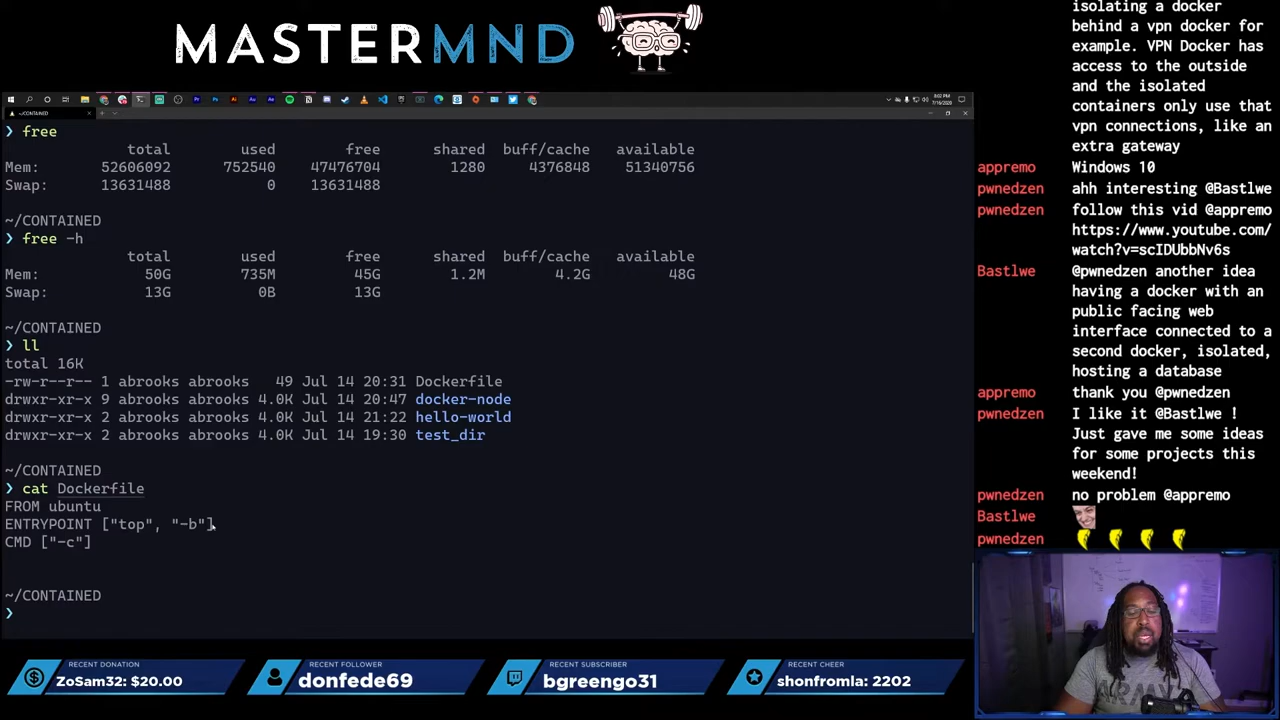 MASTERMND
8:02 PM
7/16/2020
~/CONTAINED
❯ free
total used free shared buff/cache available
Mem: 52606092 752540 47476704 1280 4376848 51340756
Swap: 13631488 0 13631488
~/CONTAINED
❯ free -h
total used free shared buff/cache available
Mem: 50G 735M 45G 1.2M 4.2G 48G
Swap: 13G 0B 13G
~/CONTAINED
❯ ll
total 16K
-rw-r--r-- 1 abrooks abrooks 49 Jul 14 20:31 Dockerfile
drwxr-xr-x 9 abrooks abrooks 4.0K Jul 14 20:47 docker-node
drwxr-xr-x 2 abrooks abrooks 4.0K Jul 14 21:22 hello-world
drwxr-xr-x 2 abrooks abrooks 4.0K Jul 14 19:30 test_dir
~/CONTAINED
❯ cat Dockerfile
FROM ubuntu
ENTRYPOINT ["top", "-b"]
CMD ["-c"]
~/CONTAINED
❯
isolating a docker
behind a vpn docker for
example. VPN Docker has
access to the outside
and the isolated
containers only use that
vpn connections, like an
extra gateway
appremo Windows 10
pwnedzen ahh interesting @Bastlwe
pwnedzen follow this vid @appremo
https://www.youtube.com/
watch?v=scIDUbbNv6s
Bastlwe @pwnedzen another idea
having a docker with an
public facing web
interface connected to a
second docker, isolated,
hosting a database
appremo thank you @pwnedzen
pwnedzen I like it @Bastlwe !
Just gave me some ideas
for some projects this
weekend!
pwnedzen no problem @appremo
Bastlwe
pwnedzen
ARMY
RECENT DONATION
ZoSam32: $20.00
RECENT FOLLOWER
donfede69
RECENT SUBSCRIBER
bgreengo31
RECENT CHEER
shonfromla: 2202